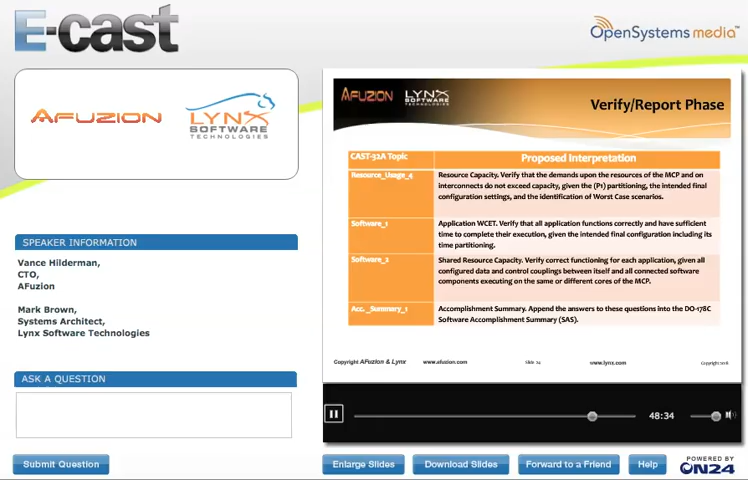 E-cast
OpenSystems media™
AFUZION
LYNX
SOFTWARE
TECHNOLOGIES
SPEAKER INFORMATION
Vance Hilderman,
CTO,
AFuzion
Mark Brown,
Systems Architect,
Lynx Software Technologies
ASK A QUESTION
Submit Question
AFUZION
LYNX
SOFTWARE
TECHNOLOGIES
Verify/Report Phase
CAST-32A Topic
Proposed Interpretation
Resource_Usage_4
Resource Capacity. Verify that the demands upon the resources of the MCP and on
interconnects do not exceed capacity, given the (P1) partitioning, the intended final
configuration settings, and the identification of Worst Case scenarios.
Software_1
Application WCET. Verify that all application functions correctly and have sufficient
time to complete their execution, given the intended final configuration including its
time partitioning.
Software_2
Shared Resource Capacity. Verify correct functioning for each application, given all
configured data and control couplings between itself and all connected software
components executing on the same or different cores of the MCP.
Acc. _Summary_1
Accomplishment Summary. Append the answers to these questions into the DO-178C
Software Accomplishment Summary (SAS).
Copyright AFuzion & Lynx www.afuzion.com Slide 24 www.lynx.com Copyright 2018
48:34
Enlarge Slides
Download Slides
Forward to a Friend
Help
POWERED BY
ON24